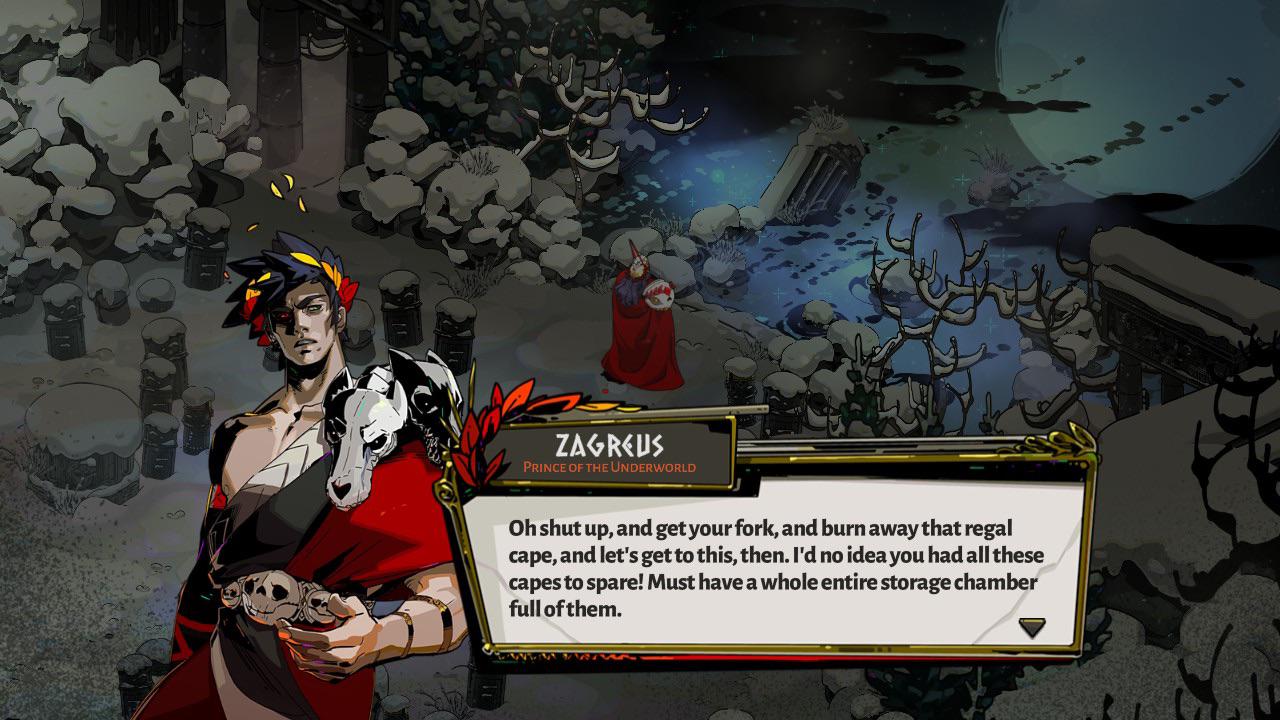 ZAGREUS
PRINCE OF THE UNDERWORLD
Oh shut up, and get your fork, and burn away that regal
cape, and let's get to this, then. I'd no idea you had all these
capes to spare! Must have a whole entire storage chamber
full of them.